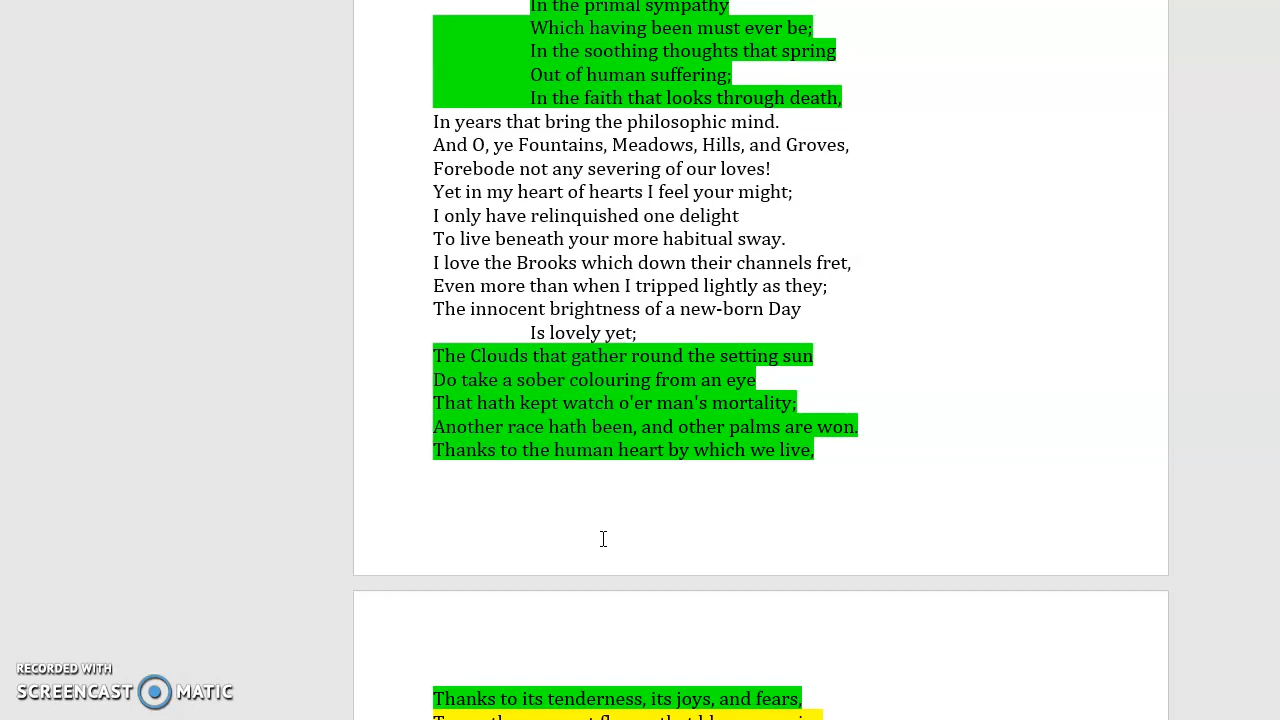 In the primal sympathy
Which having been must ever be;
In the soothing thoughts that spring
Out of human suffering;
In the faith that looks through death,
In years that bring the philosophic mind.
And O, ye Fountains, Meadows, Hills, and Groves,
Forebode not any severing of our loves!
Yet in my heart of hearts I feel your might;
I only have relinquished one delight
To live beneath your more habitual sway.
I love the Brooks which down their channels fret,
Even more than when I tripped lightly as they;
The innocent brightness of a new-born Day
Is lovely yet;
The Clouds that gather round the setting sun
Do take a sober colouring from an eye
That hath kept watch o'er man's mortality;
Another race hath been, and other palms are won.
Thanks to the human heart by which we live,
RECORDED WITH
SCREENCAST MATIC
Thanks to its tenderness, its joys, and fears,